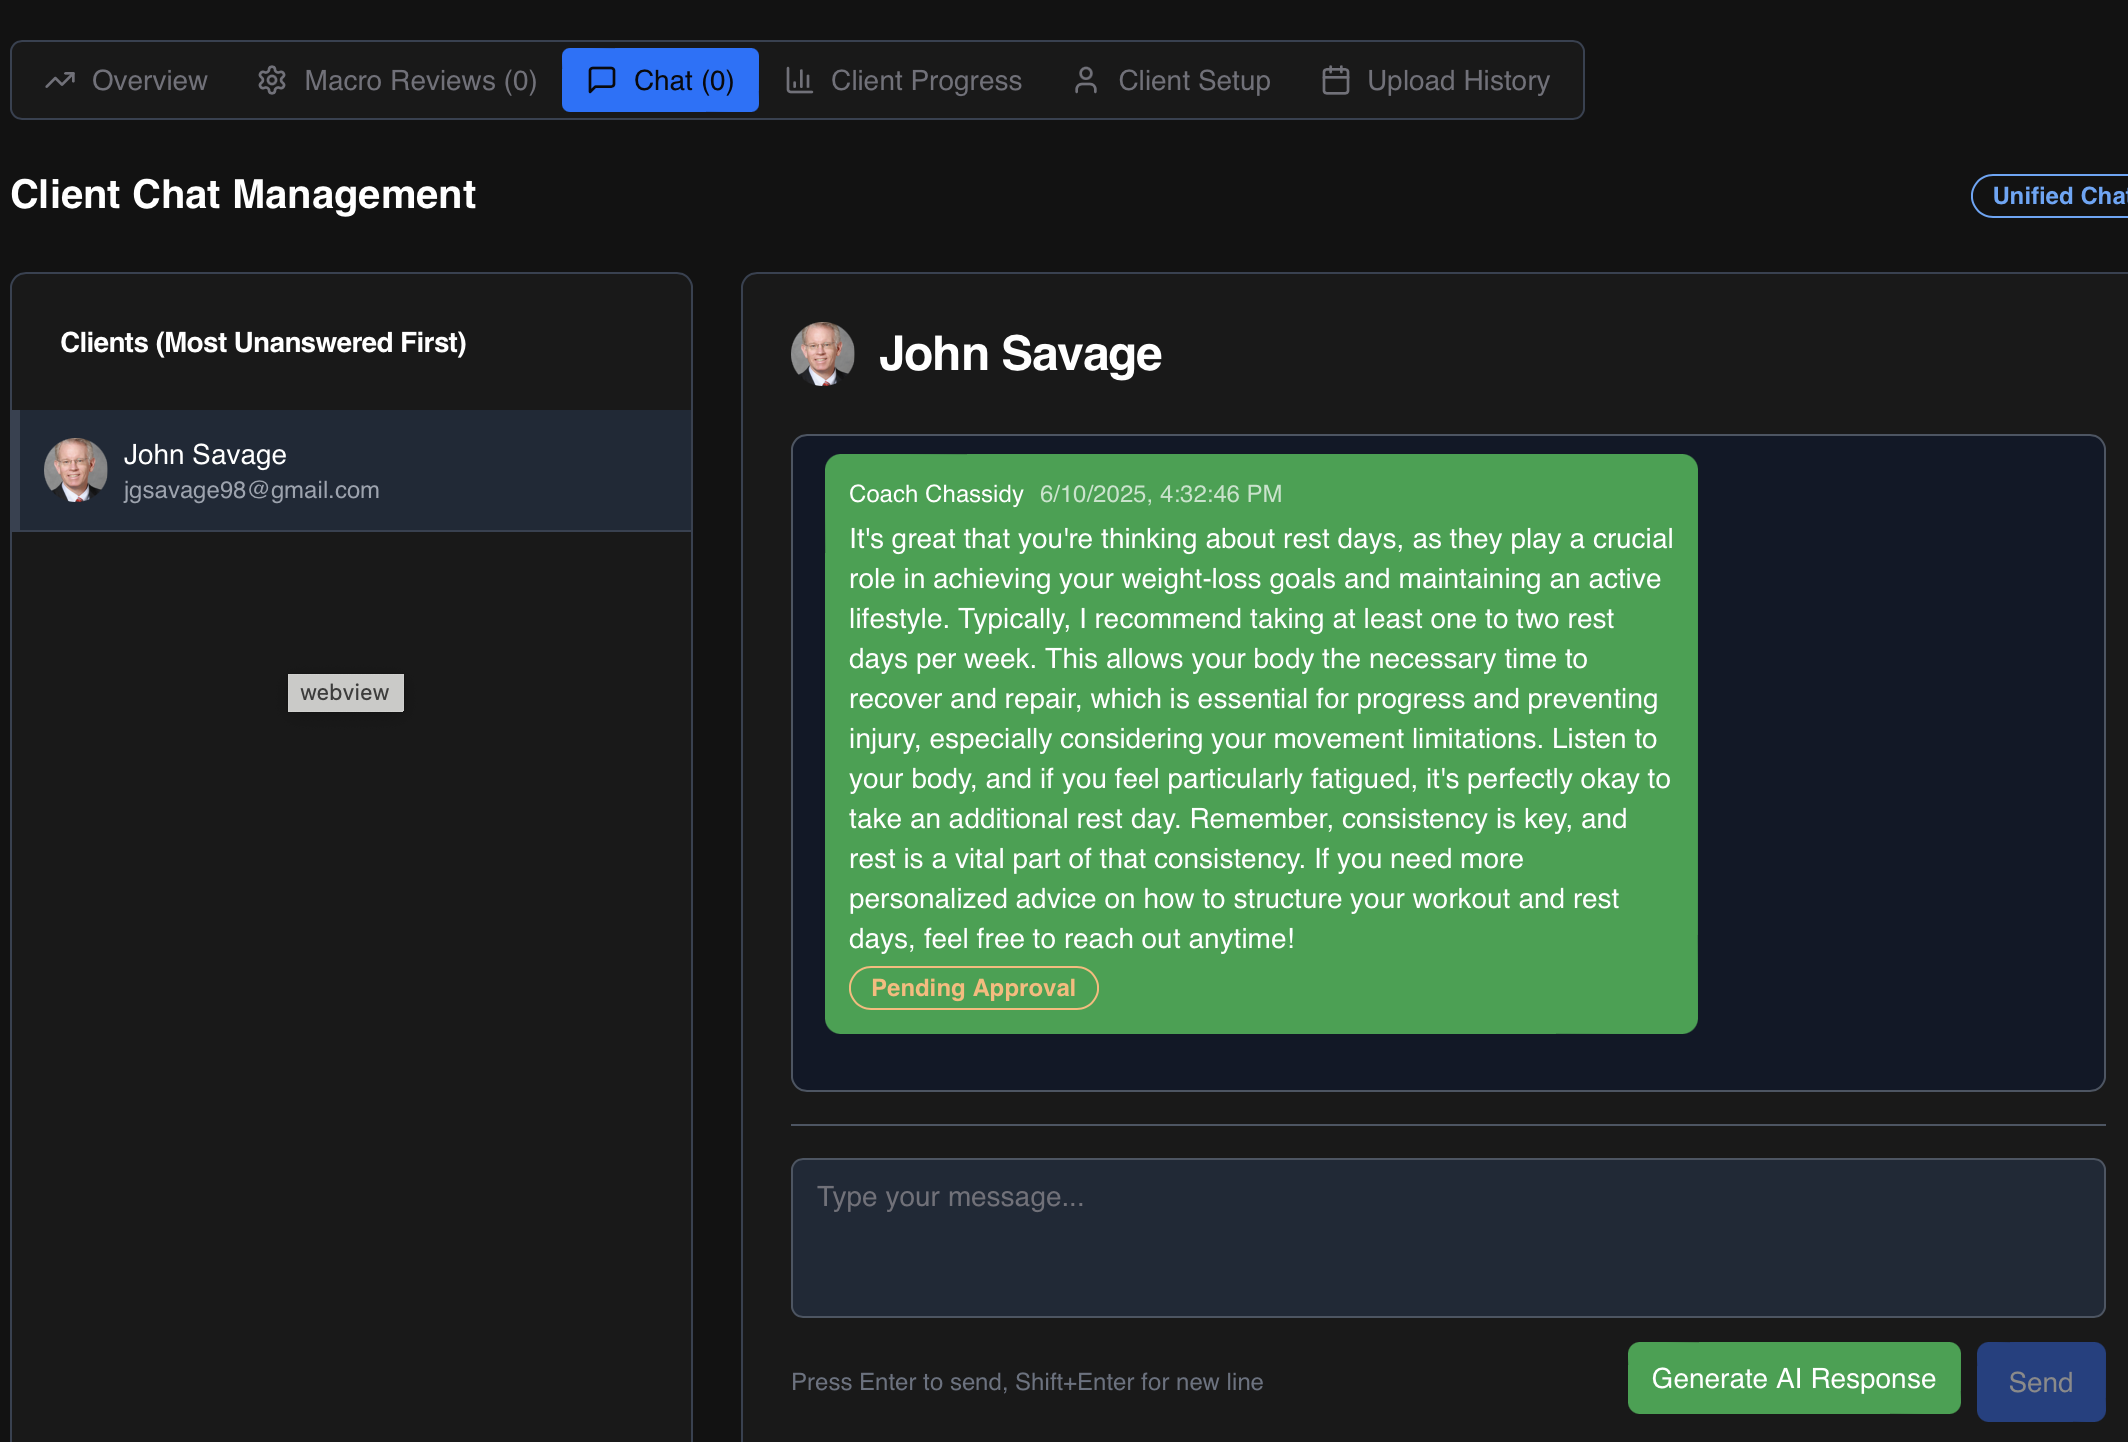 Overview
Macro Reviews (0)
Chat (0)
Client Progress
Client Setup
Upload History
Client Chat Management
Unified Chat
Clients (Most Unanswered First)
John Savage
jgsavage98@gmail.com
webview
John Savage
Coach Chassidy 6/10/2025, 4:32:46 PM
It's great that you're thinking about rest days, as they play a crucial
role in achieving your weight-loss goals and maintaining an active
lifestyle. Typically, I recommend taking at least one to two rest
days per week. This allows your body the necessary time to
recover and repair, which is essential for progress and preventing
injury, especially considering your movement limitations. Listen to
your body, and if you feel particularly fatigued, it's perfectly okay to
take an additional rest day. Remember, consistency is key, and
rest is a vital part of that consistency. If you need more
personalized advice on how to structure your workout and rest
days, feel free to reach out anytime!
Pending Approval
Type your message...
Press Enter to send, Shift+Enter for new line
Generate AI Response
Send